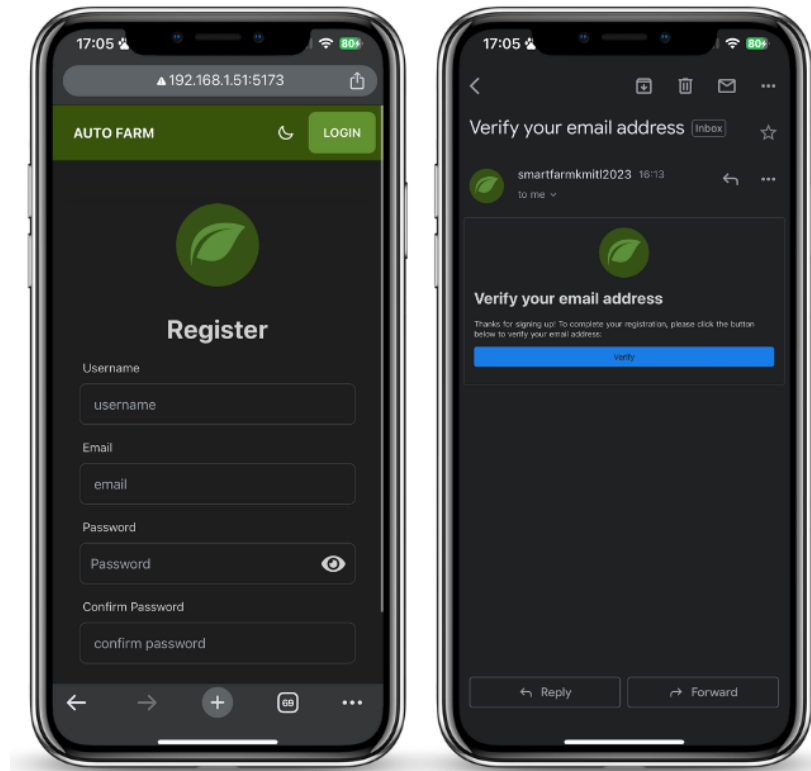 17:05
80
192.168.1.51:5173
AUTO FARM
LOGIN
Register
Username
username
Email
email
Password
Password
Confirm Password
confirm password
69
17:05
80
Verify your email address Inbox
smartfarmkmitl2023 16:13
to me
Verify your email address
Thanks for signing up! To complete your registration, please click the button
below to verify your email address:
Verify
Reply
Forward